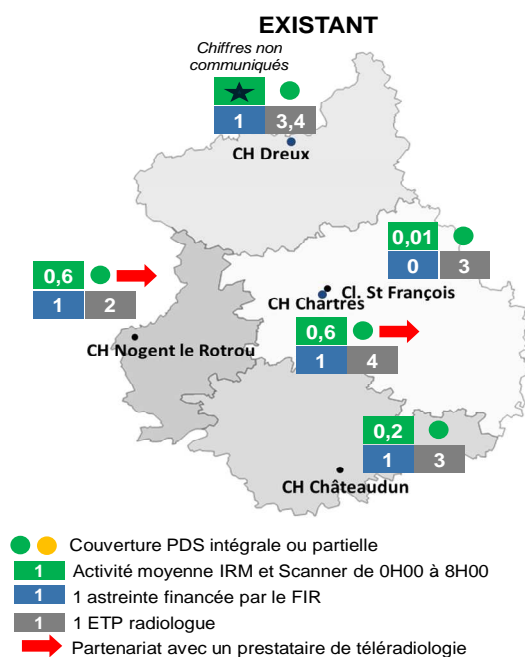 EXISTANT
Chiffres non
communiqués
1 3,4
CH Dreux
0,01
0 3
Cl. St François
CH Chartres
0,6
1 2
CH Nogent le Rotrou
0,6
1 4
0,2
1 3
CH Châteaudun
Couverture PDS intégrale ou partielle
1 Activité moyenne IRM et Scanner de 0H00 à 8H00
1 1 astreinte financée par le FIR
1 1 ETP radiologue
Partenariat avec un prestataire de téléradiologie